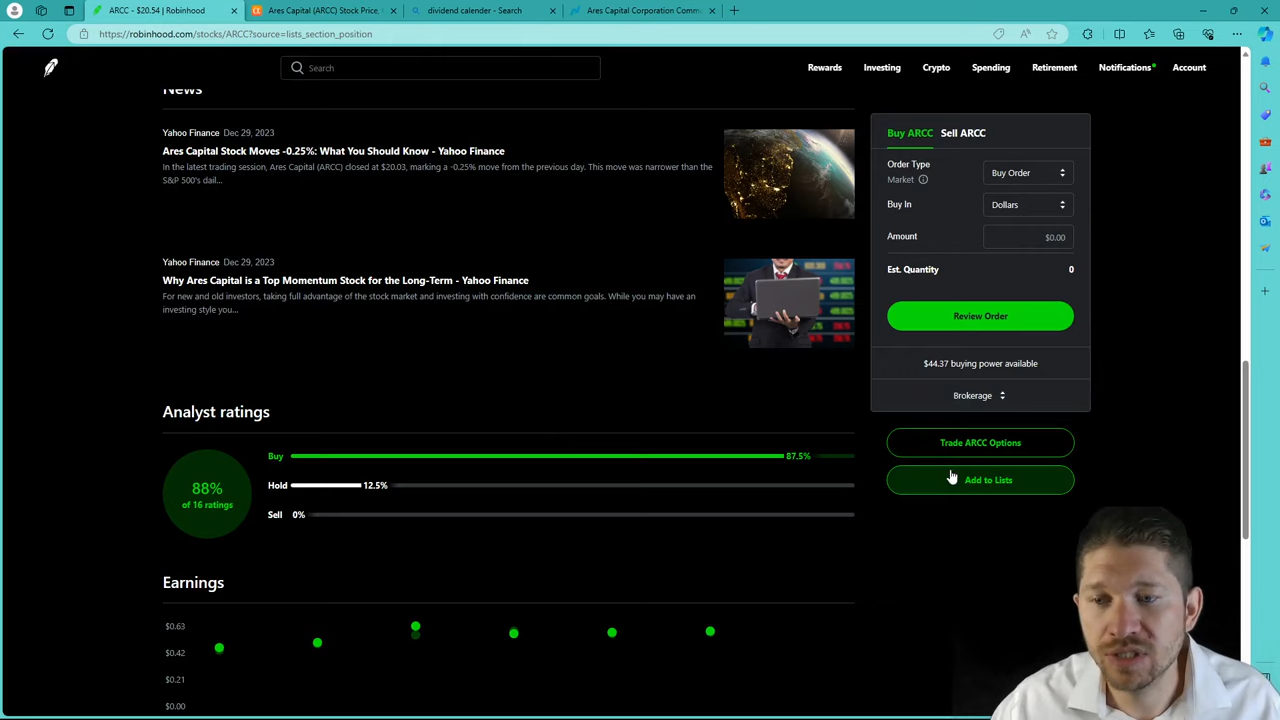 ARCC - $20.54 | Robinhood
Ares Capital (ARCC) Stock Price,
dividend calender - Search
Ares Capital Corporation Comm
https://robinhood.com/stocks/ARCC?source=lists_section_position
Search
Rewards
Investing
Crypto
Spending
Retirement
Notifications
Account
News
Yahoo Finance Dec 29, 2023
Ares Capital Stock Moves -0.25%: What You Should Know - Yahoo Finance
In the latest trading session, Ares Capital (ARCC) closed at $20.03, marking a -0.25% move from the previous day. This move was narrower than the
S&P 500's dail...
Yahoo Finance Dec 29, 2023
Why Ares Capital is a Top Momentum Stock for the Long-Term - Yahoo Finance
For new and old investors, taking full advantage of the stock market and investing with confidence are common goals. While you may have an
investing style you...
Analyst ratings
88%
of 16 ratings
Buy 87.5%
Hold 12.5%
Sell 0%
Earnings
$0.63
$0.42
$0.21
$0.00
Buy ARCC Sell ARCC
Order Type
Market
Buy Order
Buy In Dollars
Amount $0.00
Est. Quantity 0
Review Order
$44.37 buying power available
Brokerage
Trade ARCC Options
Add to Lists